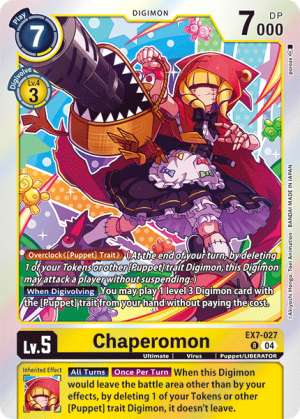 DIGIMON
Play
7
DP
7000
Digivolve
Lv.4
3
Overclock ([Puppet] Trait) (At the end of your turn, by deleting
1 of your Tokens or other [Puppet] trait Digimon, this Digimon
may attack a player without suspending.)
When Digivolving You may play 1 level 3 Digimon card with
the [Puppet] trait from your hand without paying the cost.
Lv.5
Chaperomon
EX7-027
R 04
Ultimate | Virus | Puppet/LIBERATOR
Inherited Effect
All Turns Once Per Turn When this Digimon
would leave the battle area other than by your
effects, by deleting 1 of your Tokens or other
[Puppet] trait Digimon, it doesn't leave.